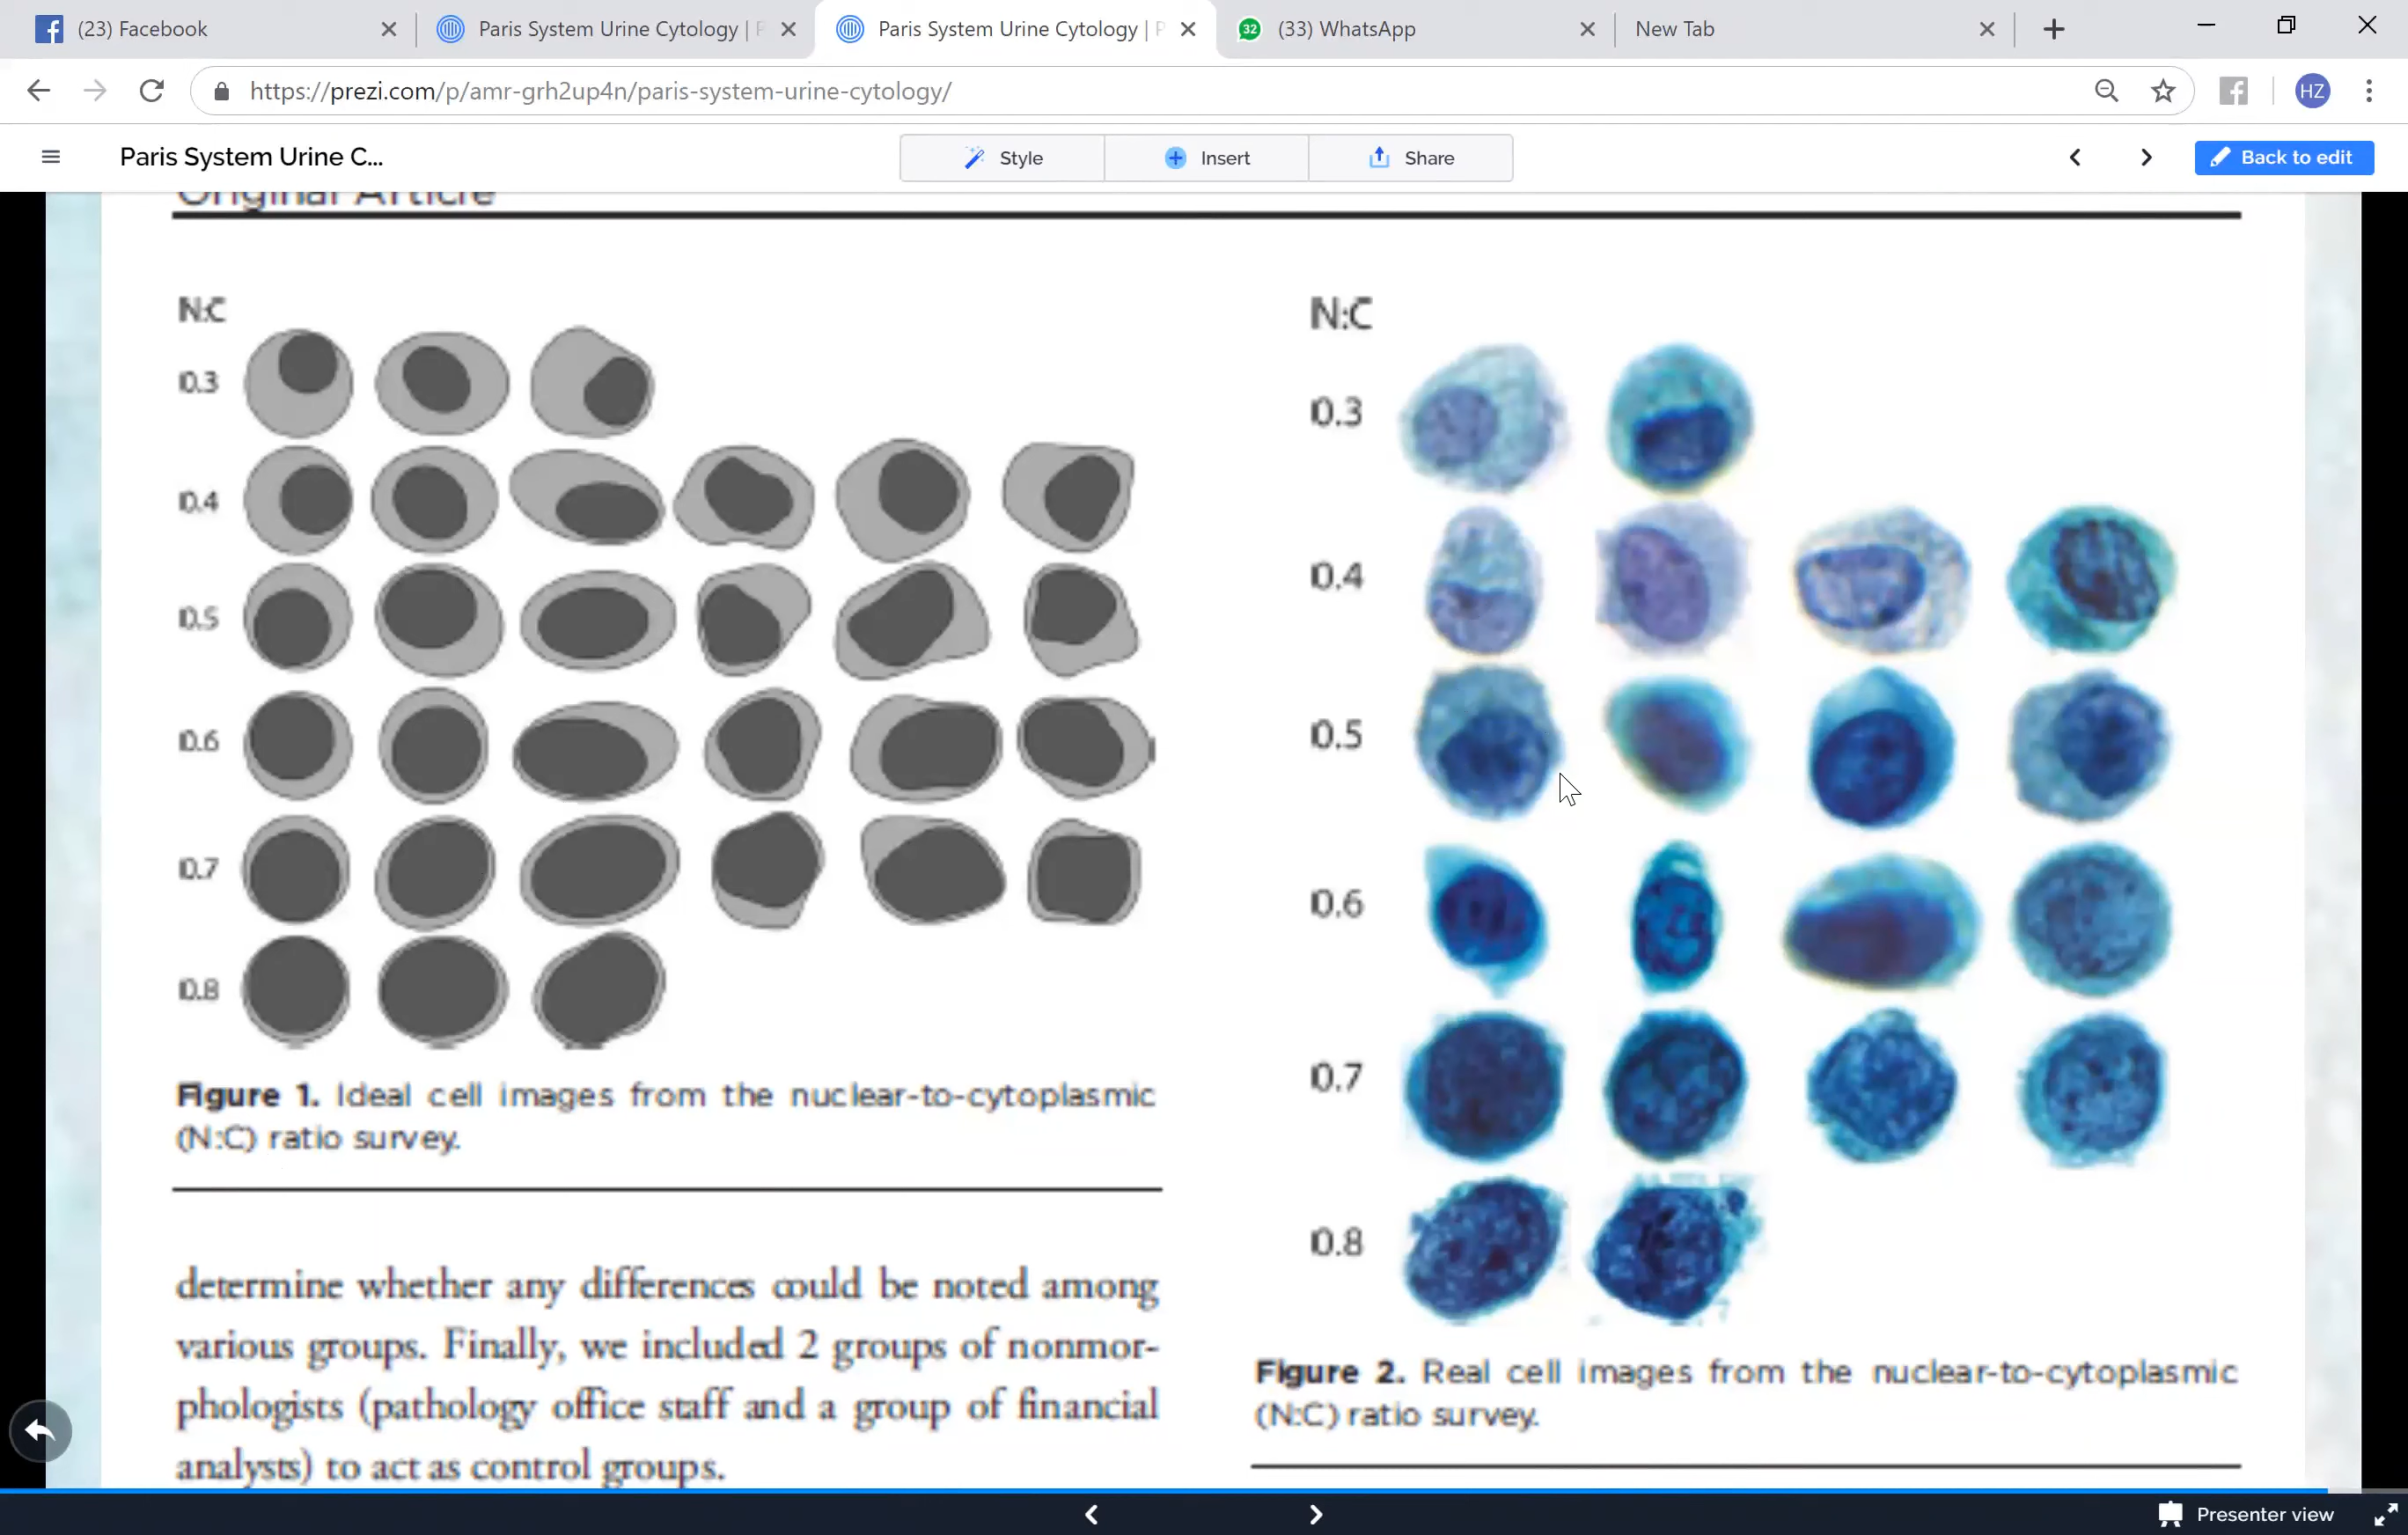 (23) Facebook
Paris System Urine Cytology | P
Paris System Urine Cytology | P
32
(33) WhatsApp
New Tab
https://prezi.com/p/amr-grh2up4n/paris-system-urine-cytology/
HZ
Paris System Urine C...
Style
Insert
Share
Back to edit
Original Article
N:C
0.3
0.4
0.5
0.6
0.7
0.8
Figure 1. Ideal cell images from the nuclear-to-cytoplasmic
(N:C) ratio survey.
determine whether any differences could be noted among
various groups. Finally, we included 2 groups of nonmor-
phologists (pathology office staff and a group of financial
analysts) to act as control groups.
N:C
0.3
0.4
0.5
0.6
0.7
0.8
Figure 2. Real cell images from the nuclear-to-cytoplasmic
(N:C) ratio survey.
Presenter view